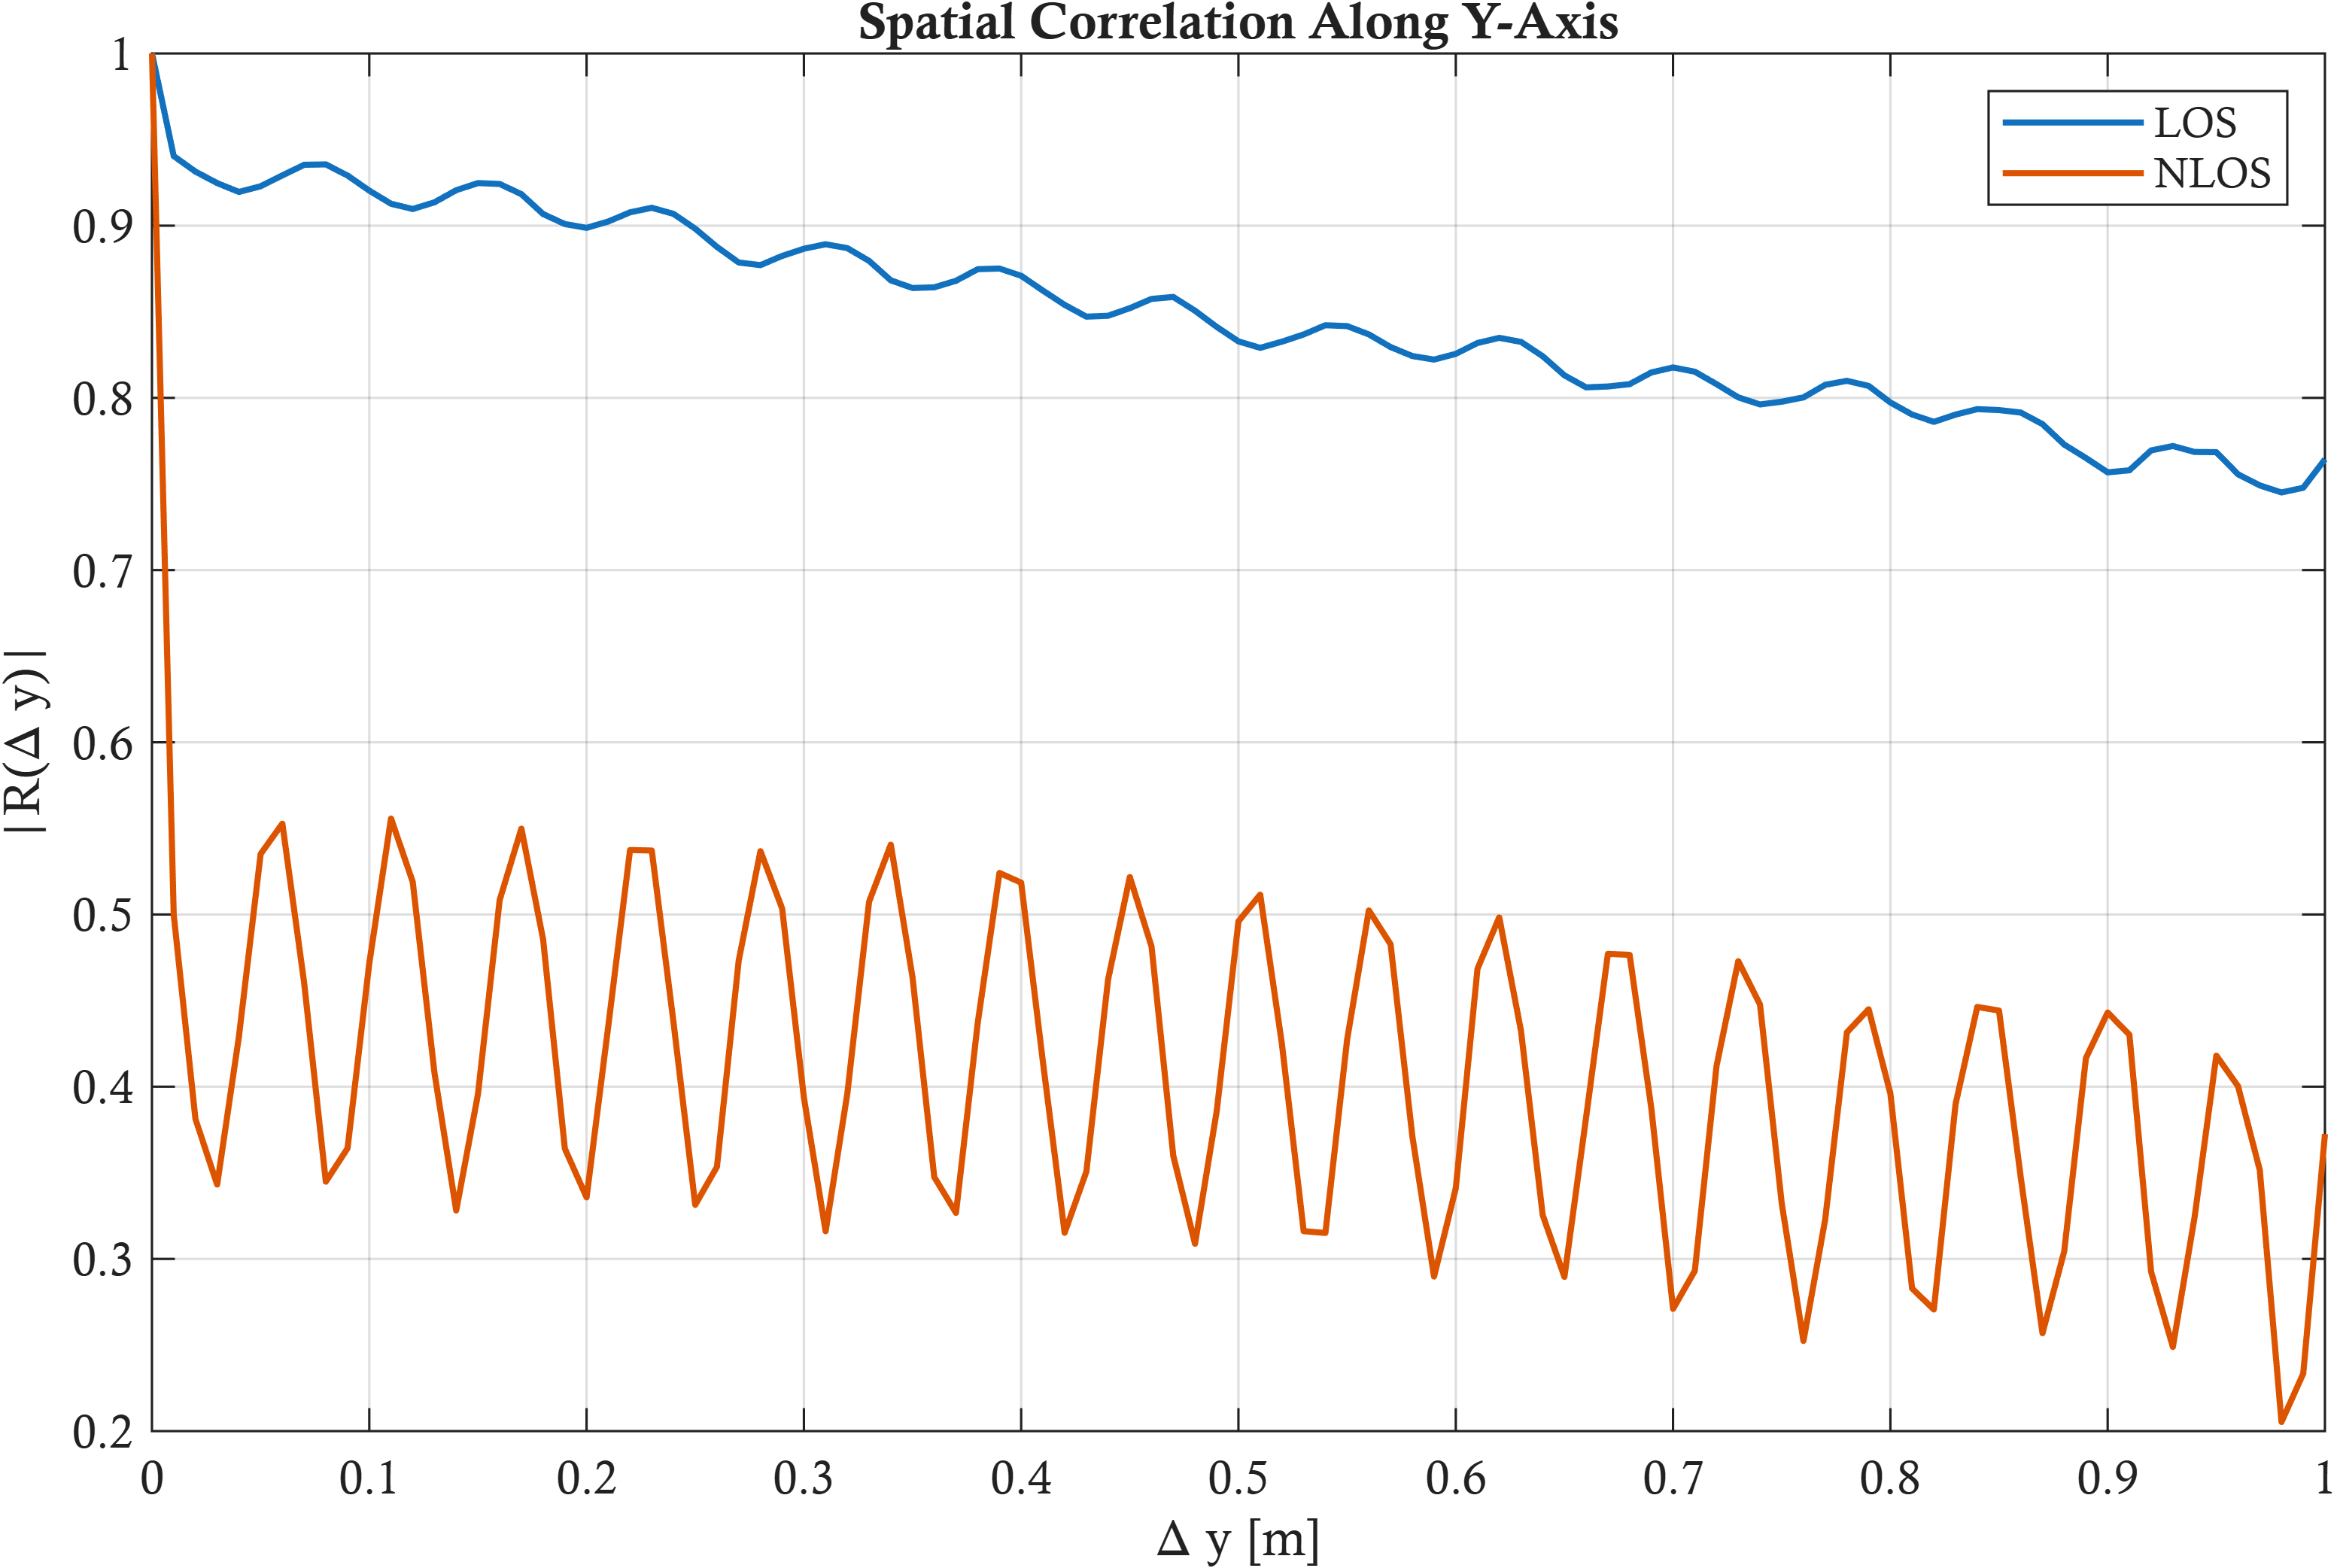 Spatial Correlation Along Y-Axis
LOS
NLOS
|R(Δ y)|
1
0.9
0.8
0.7
0.6
0.5
0.4
0.3
0.2
0 0.1 0.2 0.3 0.4 0.5 0.6 0.7 0.8 0.9 1
Δ y [m]